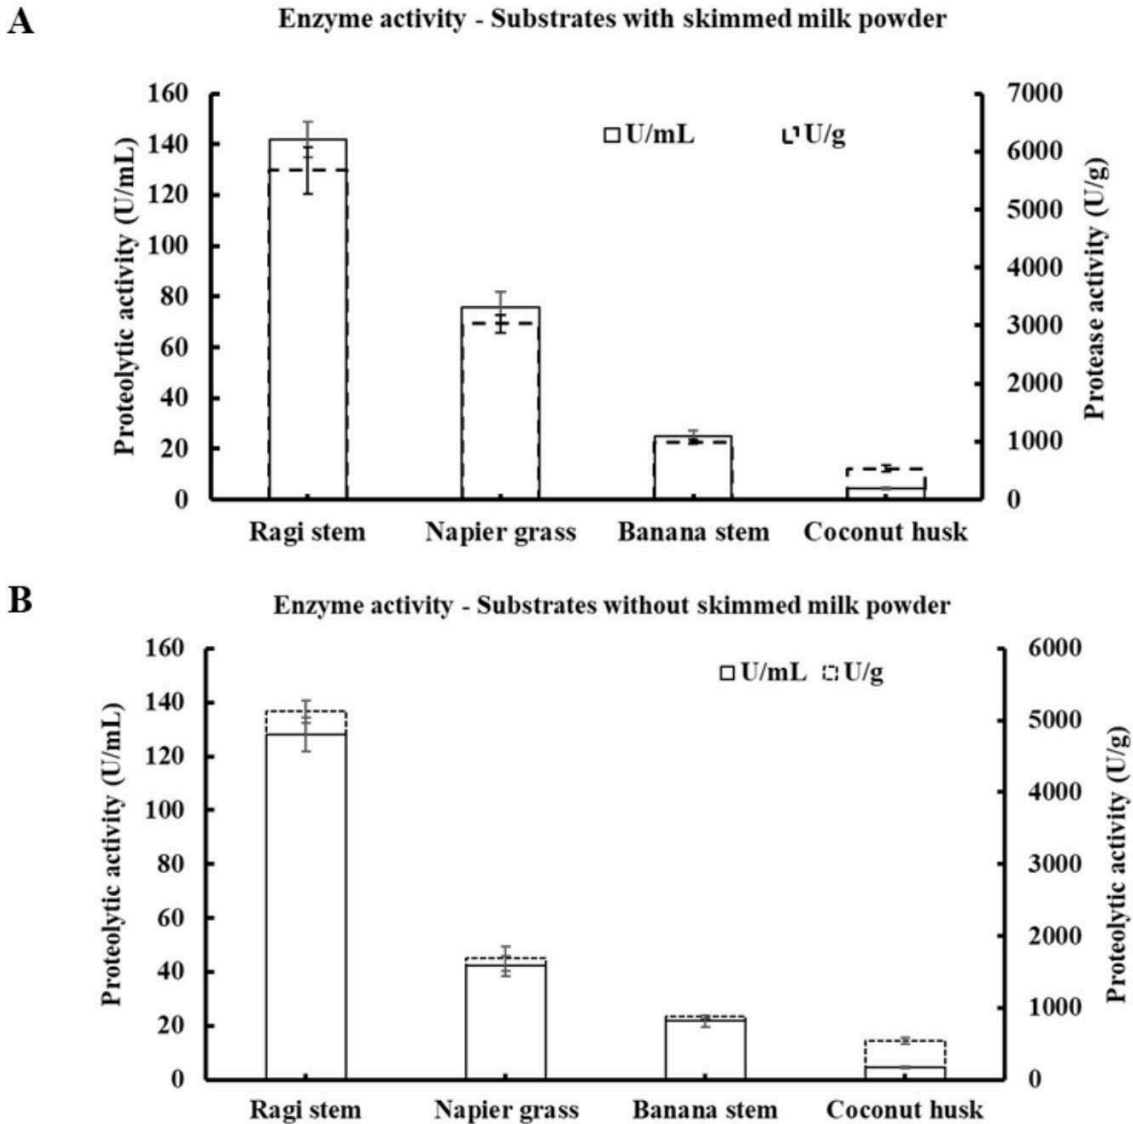 A
Enzyme activity - Substrates with skimmed milk powder
160
140
120
100
80
60
40
20
0
Proteolytic activity (U/mL)
U/mL
U/g
7000
6000
5000
4000
3000
2000
1000
0
Protease activity (U/g)
Ragi stem
Napier grass
Banana stem
Coconut husk
B
Enzyme activity - Substrates without skimmed milk powder
160
140
120
100
80
60
40
20
0
Proteolytic activity (U/mL)
U/mL
U/g
6000
5000
4000
3000
2000
1000
0
Proteolytic activity (U/g)
Ragi stem
Napier grass
Banana stem
Coconut husk